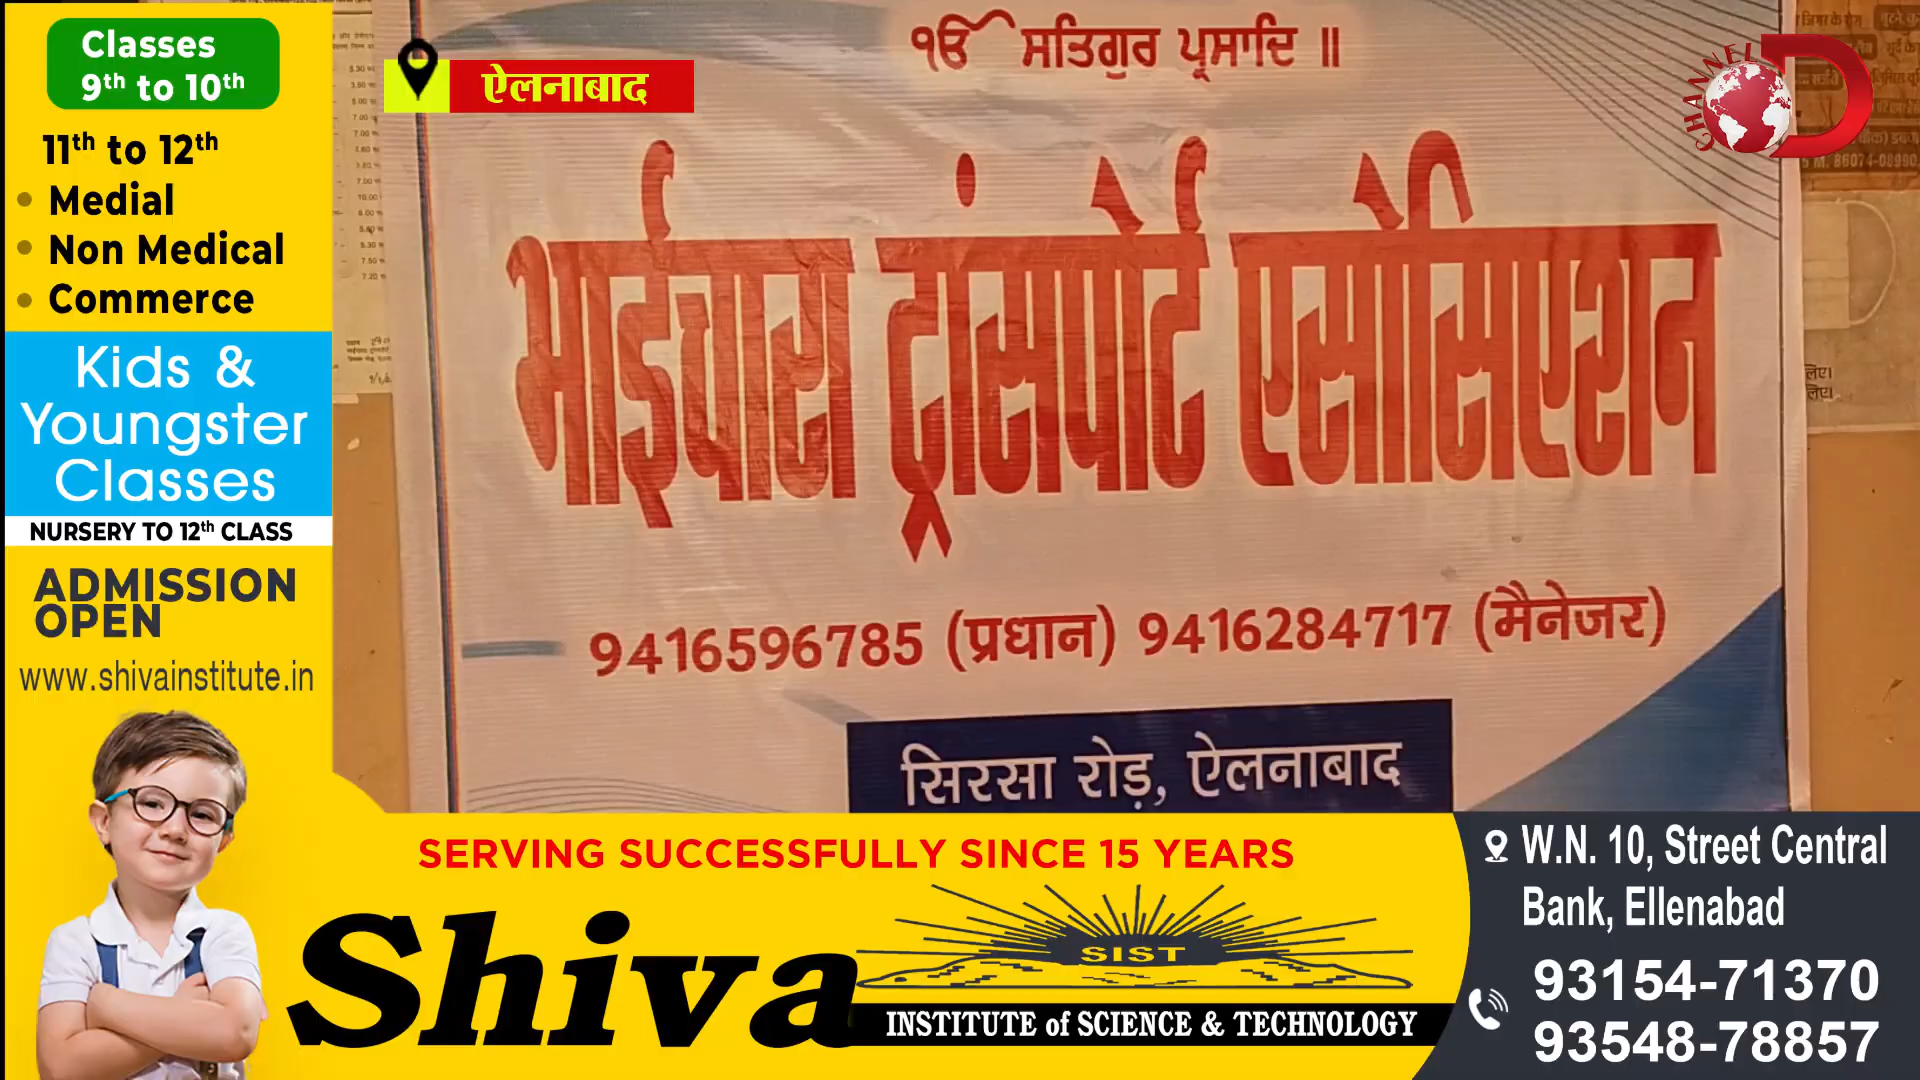 Classes
9th to 10th
11th to 12th
• Medial
• Non Medical
• Commerce
Kids &
Youngster
Classes
NURSERY TO 12th CLASS
ADMISSION
OPEN
www.shivainstitute.in
ऐलनाबाद
CHANNEL D
ੴ ਸਤਿਗੁਰ ਪ੍ਰਸਾਦਿ ॥
भाईचारा ट्रांसपोर्ट एसोसिएशन
9416596785 (प्रधान) 9416284717 (मैनेजर)
सिरसा रोड़, ऐलनाबाद
SERVING SUCCESSFULLY SINCE 15 YEARS
Shiva
SIST
INSTITUTE of SCIENCE & TECHNOLOGY
W.N. 10, Street Central
Bank, Ellenabad
93154-71370
93548-78857